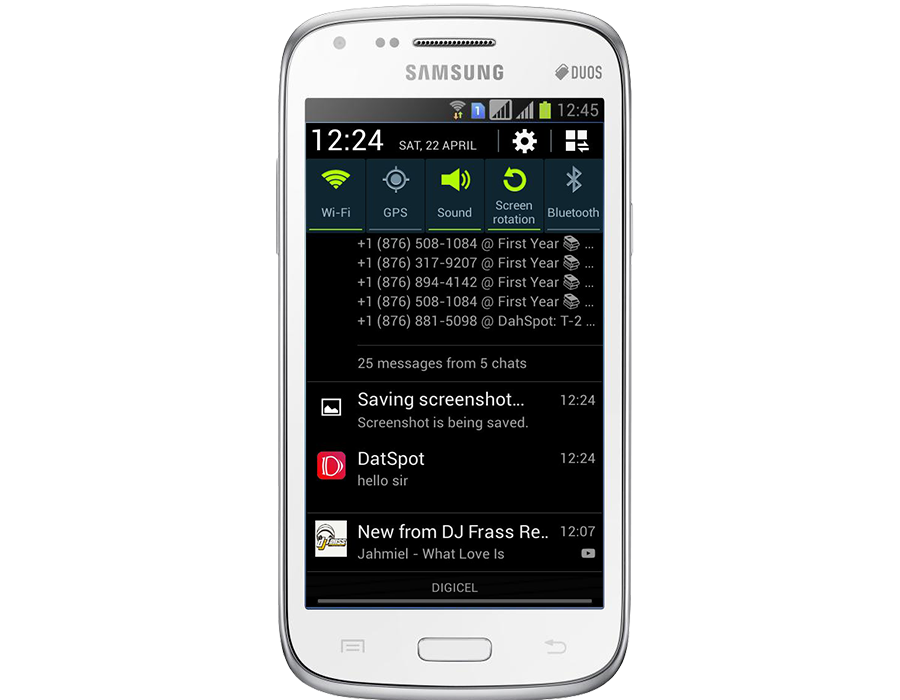 SAMSUNG
DUOS
1
12:45
12:24 SAT, 22 APRIL
Wi-Fi
GPS
Sound
Screen rotation
Bluetooth
+1 (876) 508-1084 @ First Year 📚 ...
+1 (876) 317-9207 @ First Year 📚 ...
+1 (876) 894-4142 @ First Year 📚 ...
+1 (876) 508-1084 @ First Year 📚 ...
+1 (876) 881-5098 @ DahSpot: T-2 ...
25 messages from 5 chats
Saving screenshot... 12:24
Screenshot is being saved.
DatSpot 12:24
hello sir
New from DJ Frass Re.. 12:07
Jahmiel - What Love Is
DIGICEL